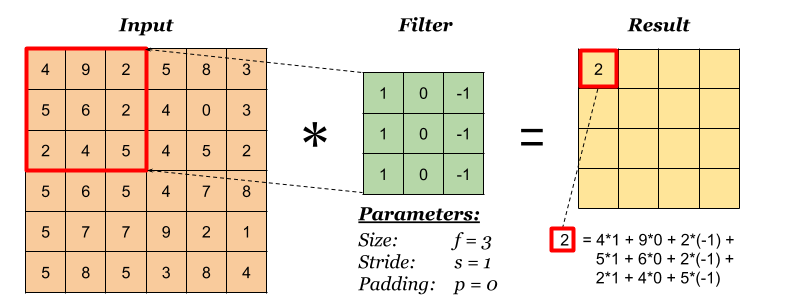 Input Filter Result
4 9 2 5 8 3
5 6 2 4 0 3
2 4 5 4 5 2
5 6 5 4 7 8
5 7 7 9 2 1
5 8 5 3 8 4
*
1 0 -1
1 0 -1
1 0 -1
=
2
Parameters:
Size: f = 3
Stride: s = 1
Padding: p = 0
2 = 4*1 + 9*0 + 2*(-1) +
5*1 + 6*0 + 2*(-1) +
2*1 + 4*0 + 5*(-1)